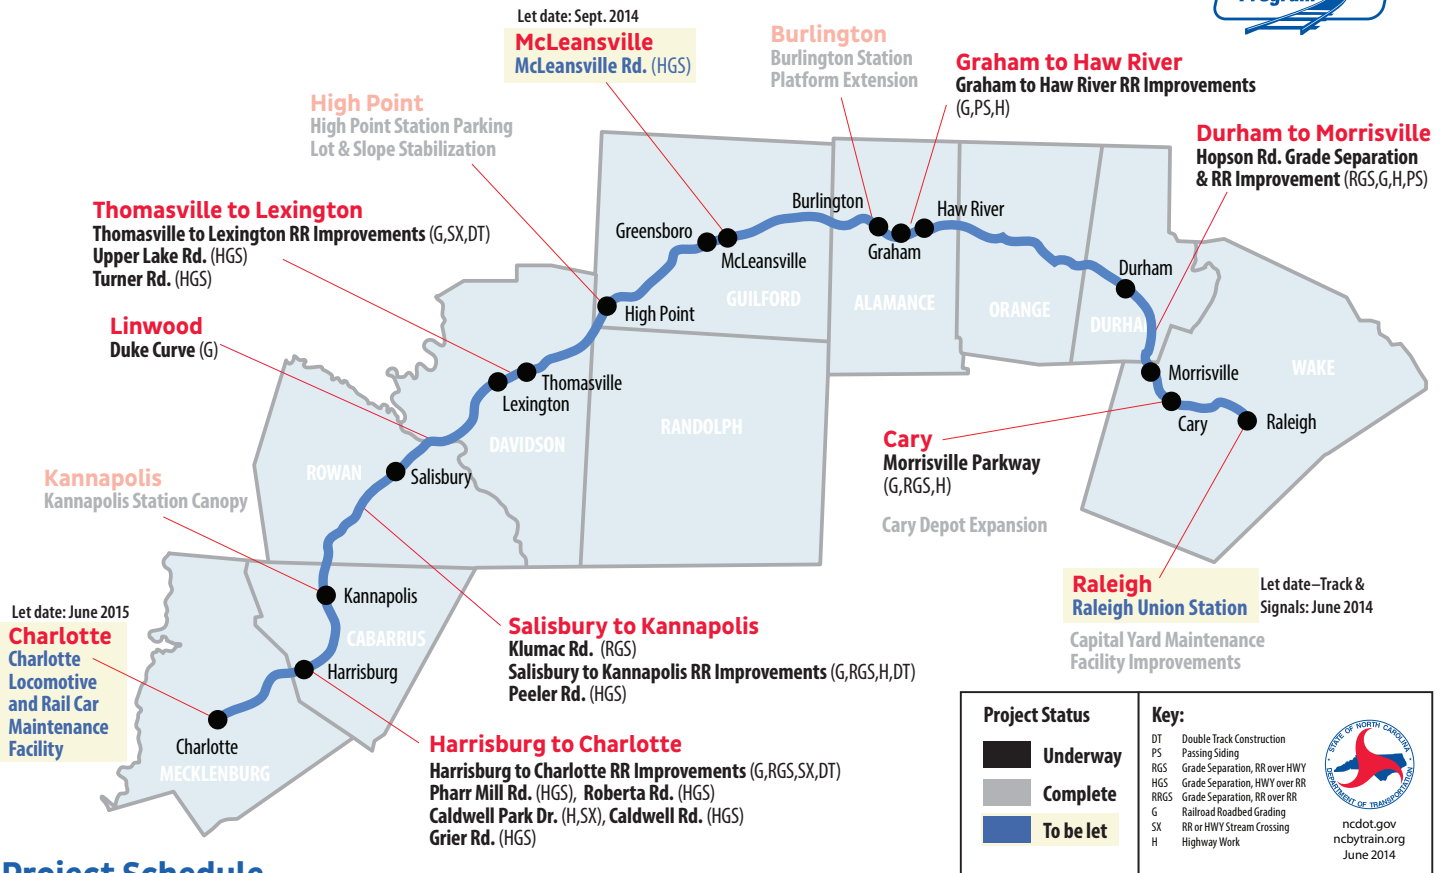 Program
Let date: Sept. 2014
McLeansville
McLeansville Rd. (HGS)
Burlington
Burlington Station
Platform Extension
Graham to Haw River
Graham to Haw River RR Improvements
(G,PS,H)
High Point
High Point Station Parking
Lot & Slope Stabilization
Durham to Morrisville
Hopson Rd. Grade Separation
& RR Improvement (RGS,G,H,PS)
Thomasville to Lexington
Thomasville to Lexington RR Improvements (G,SX,DT)
Upper Lake Rd. (HGS)
Turner Rd. (HGS)
Linwood
Duke Curve (G)
Greensboro
McLeansville
Burlington
Graham
Haw River
Durham
High Point
GUILFORD
ALAMANCE
ORANGE
DURHA
WAKE
Thomasville
Lexington
Morrisville
Cary
Raleigh
RANDOLPH
DAVIDSON
ROWAN
Salisbury
Cary
Morrisville Parkway
(G,RGS,H)
Cary Depot Expansion
Kannapolis
Kannapolis Station Canopy
Kannapolis
CABARRUS
Harrisburg
Charlotte
MECKLENBURG
Let date: June 2015
Charlotte
Charlotte
Locomotive
and Rail Car
Maintenance
Facility
Salisbury to Kannapolis
Klumac Rd. (RGS)
Salisbury to Kannapolis RR Improvements (G,RGS,H,DT)
Peeler Rd. (HGS)
Harrisburg to Charlotte
Harrisburg to Charlotte RR Improvements (G,RGS,SX,DT)
Pharr Mill Rd. (HGS), Roberta Rd. (HGS)
Caldwell Park Dr. (H,SX), Caldwell Rd. (HGS)
Grier Rd. (HGS)
Raleigh
Raleigh Union Station
Let date–Track &
Signals: June 2014
Capital Yard Maintenance
Facility Improvements
Project Status
Underway
Complete
To be let
Key:
DT Double Track Construction
PS Passing Siding
RGS Grade Separation, RR over HWY
HGS Grade Separation, HWY over RR
RRGS Grade Separation, RR over RR
G Railroad Roadbed Grading
SX RR or HWY Stream Crossing
H Highway Work
STATE OF NORTH CAROLINA
DEPARTMENT OF TRANSPORTATION
ncdot.gov
ncbytrain.org
June 2014
Project Schedule